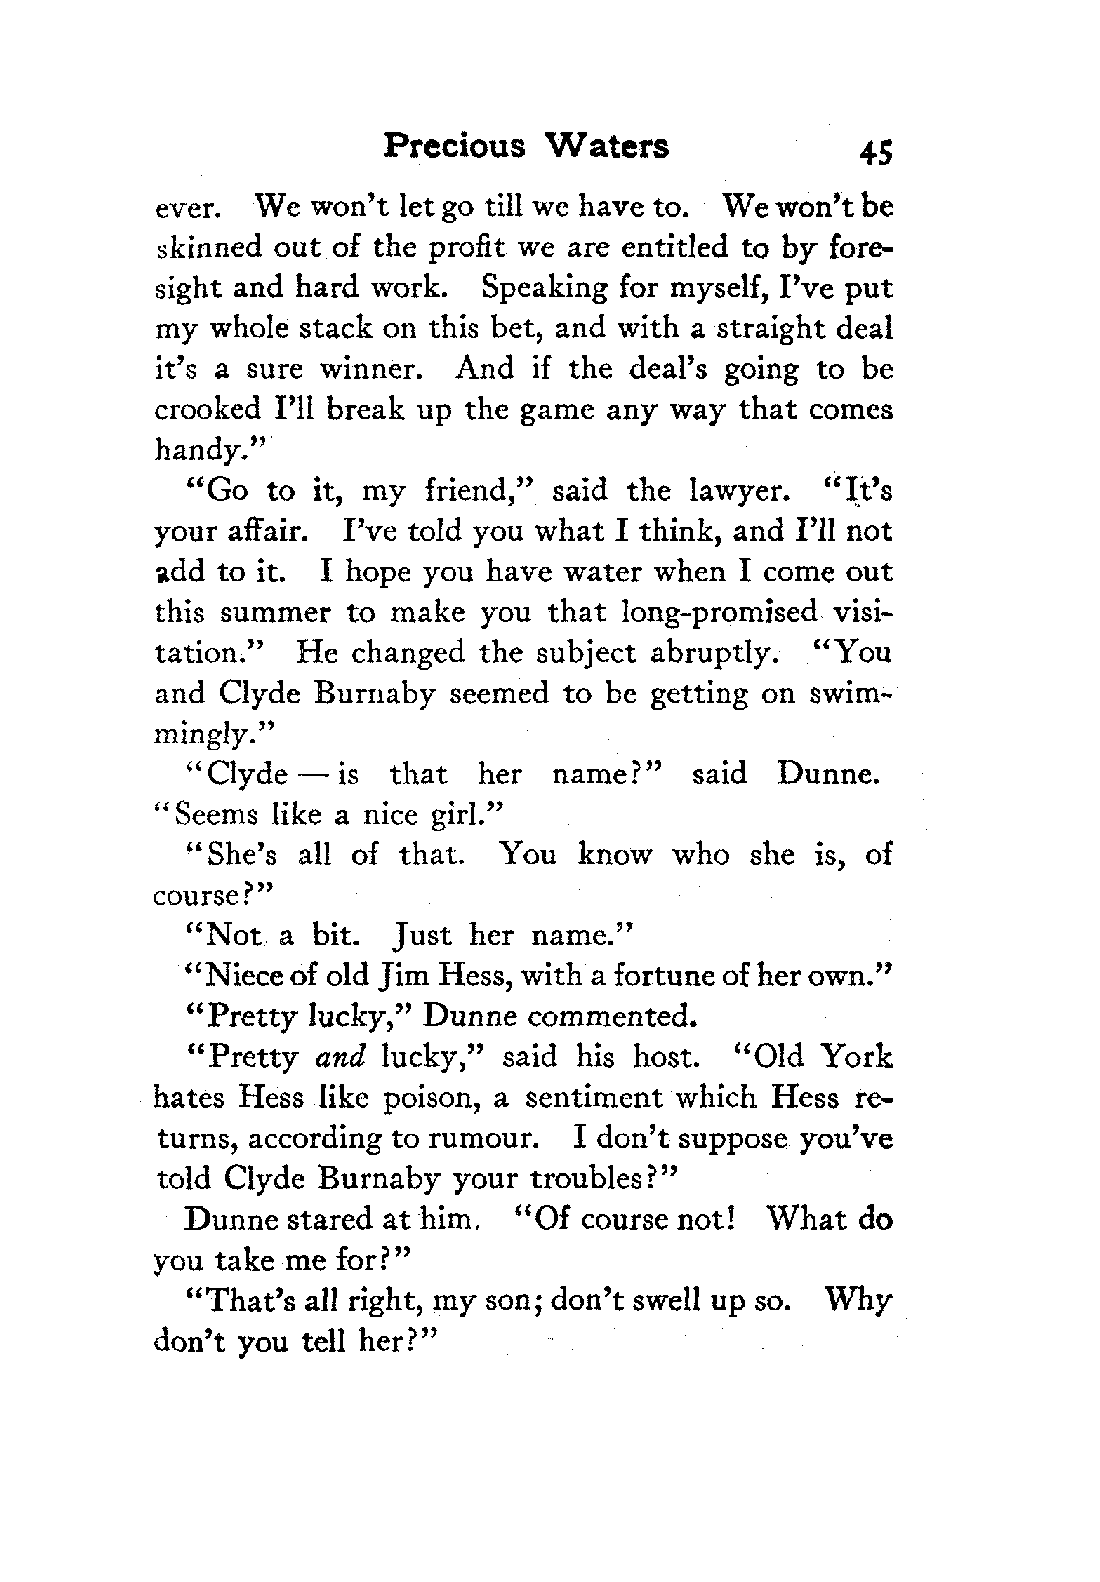 Precious Waters 45
ever. We won't let go till we have to. We won't be
skinned out of the profit we are entitled to by fore-
sight and hard work. Speaking for myself, I've put
my whole stack on this bet, and with a straight deal
it's a sure winner. And if the deal's going to be
crooked I'll break up the game any way that comes
handy."
"Go to it, my friend," said the lawyer. "It's
your affair. I've told you what I think, and I'll not
add to it. I hope you have water when I come out
this summer to make you that long-promised visi-
tation." He changed the subject abruptly. "You
and Clyde Burnaby seemed to be getting on swim-
mingly."
"Clyde — is that her name?" said Dunne.
"Seems like a nice girl."
"She's all of that. You know who she is, of
course?"
"Not a bit. Just her name."
"Niece of old Jim Hess, with a fortune of her own."
"Pretty lucky," Dunne commented.
"Pretty and lucky," said his host. "Old York
hates Hess like poison, a sentiment which Hess re-
turns, according to rumour. I don't suppose you've
told Clyde Burnaby your troubles?"
Dunne stared at him. "Of course not! What do
you take me for?"
"That's all right, my son; don't swell up so. Why
don't you tell her?"